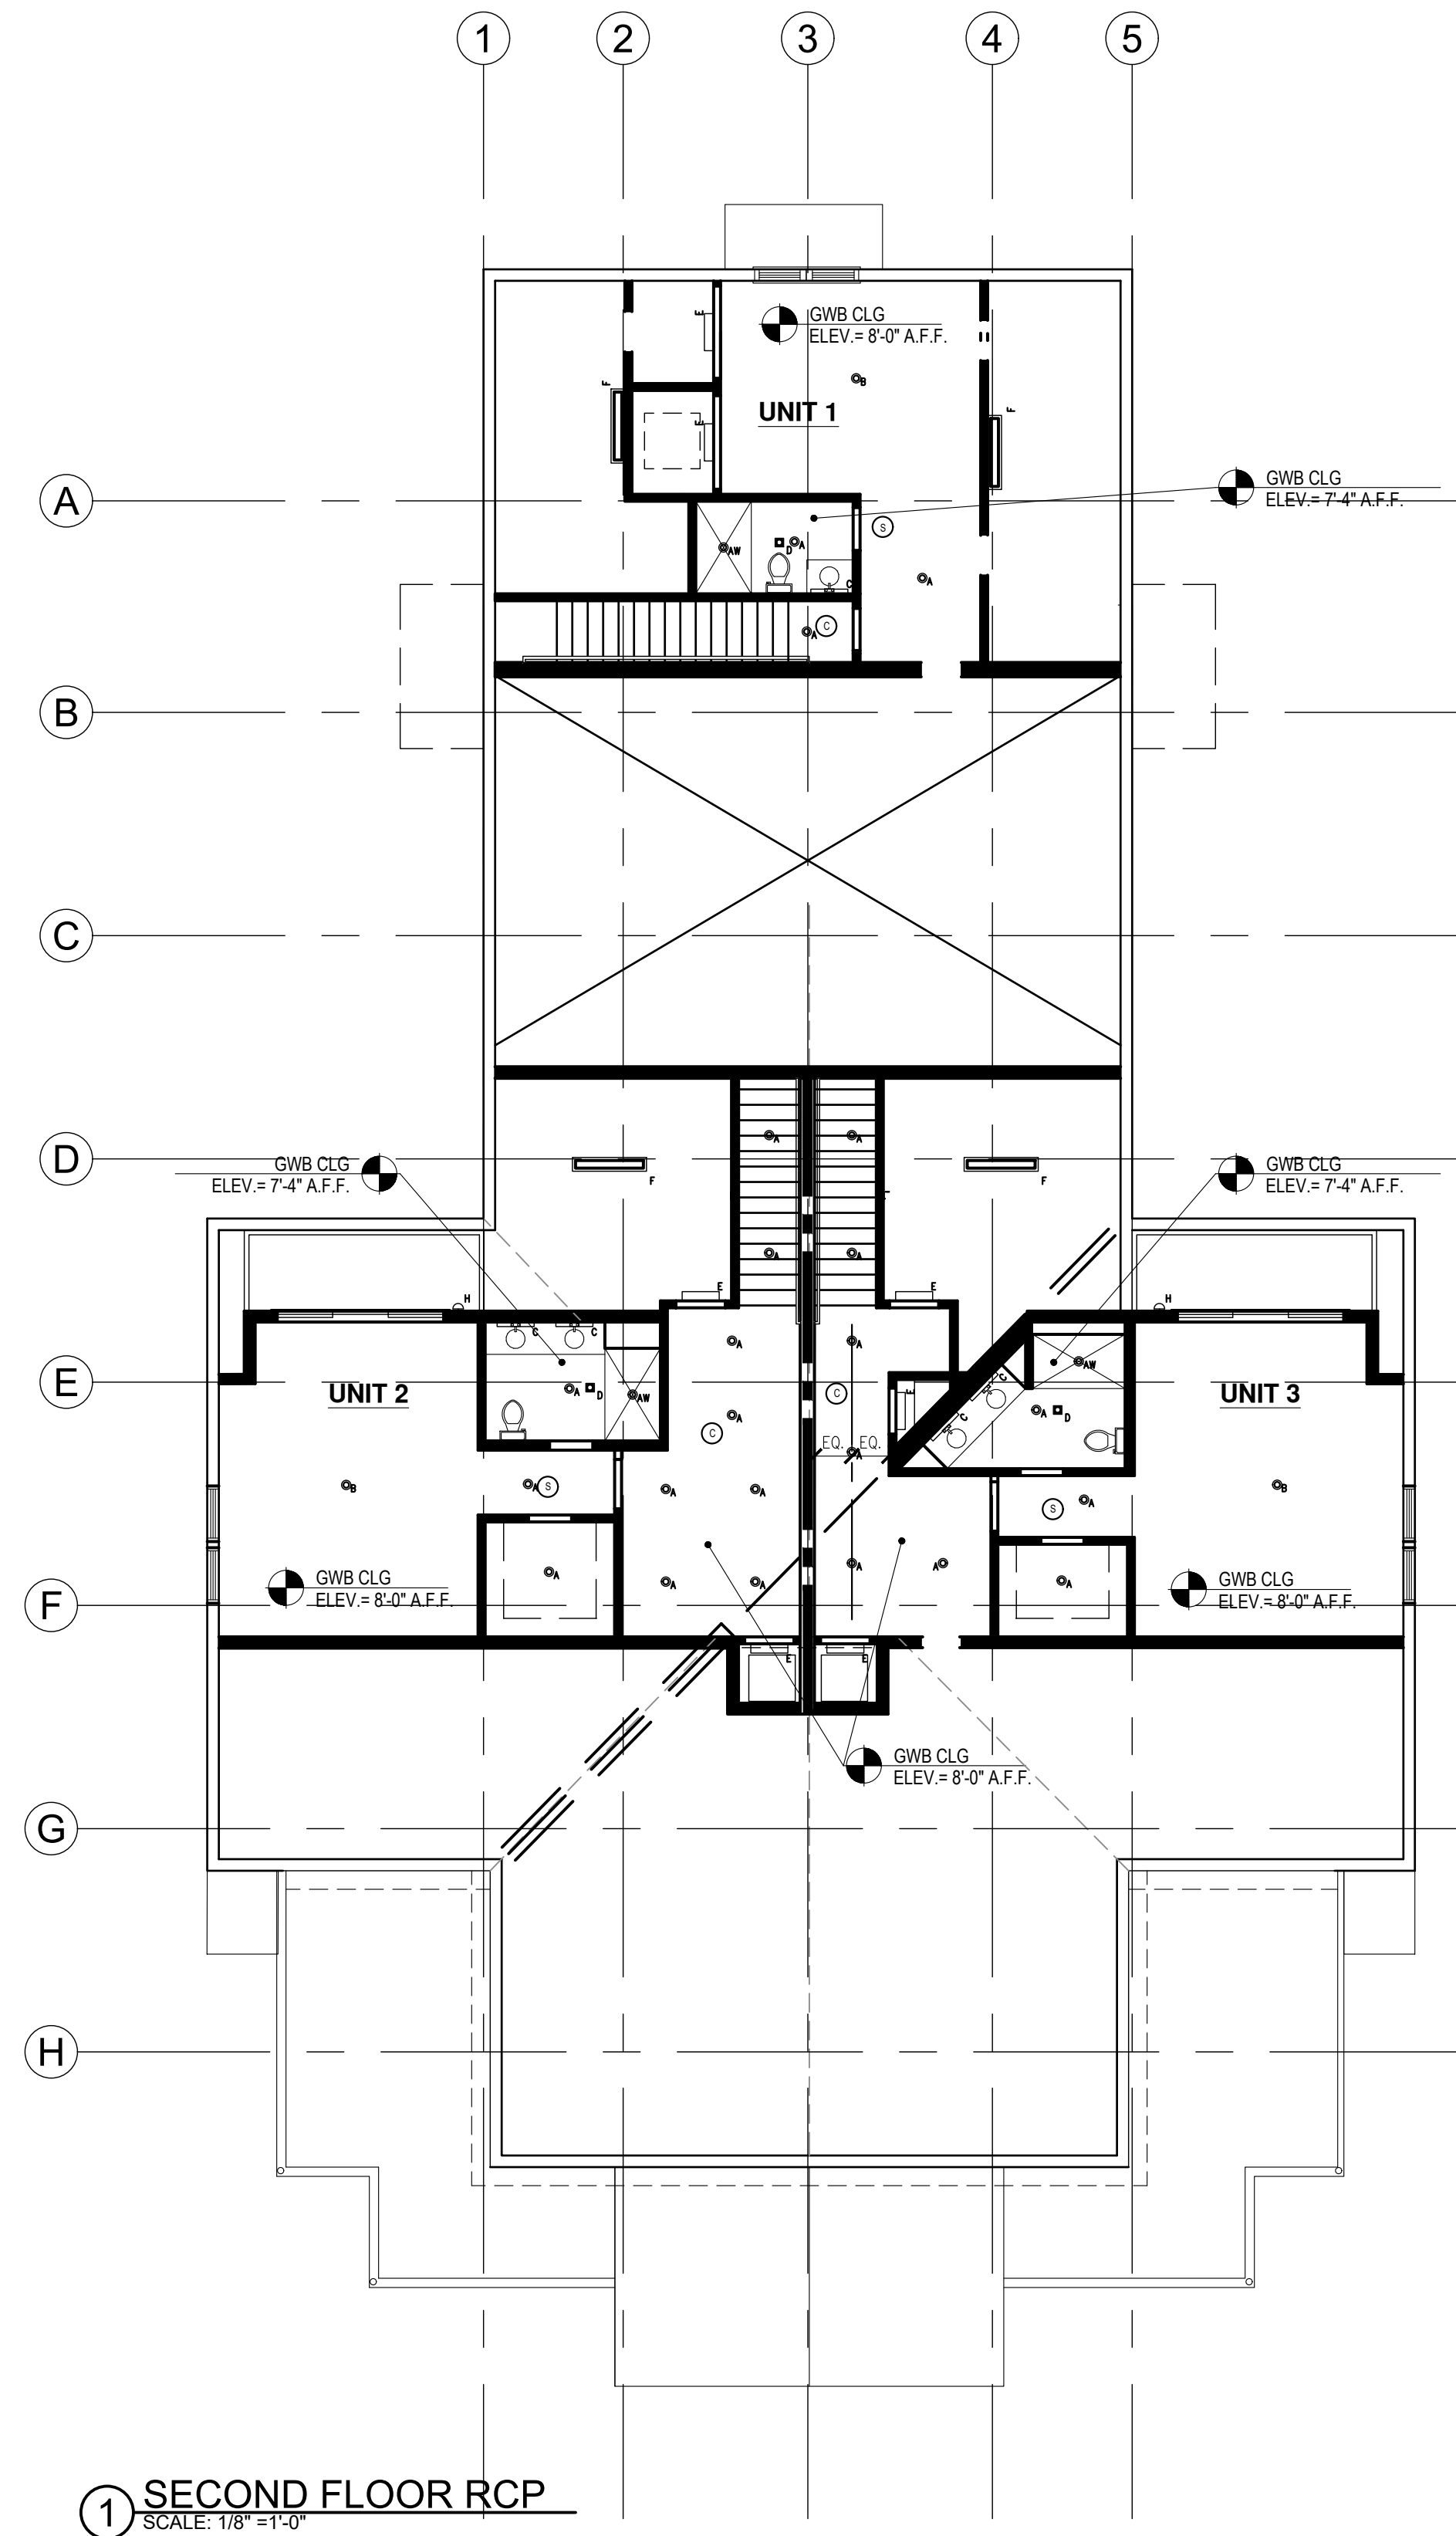 1 2 3 4 5
GWB CLG
ELEV.= 8'-0" A.F.F.
E
B
F
UNIT 1
F
E
GWB CLG
ELEV.= 7'-4" A.F.F.
A
S
A
D
AW
A
C
C
A
B
C
A A
D
GWB CLG
ELEV.= 7'-4" A.F.F.
GWB CLG
ELEV.= 7'-4" A.F.F.
F F
A A
E E
H H
C C
A A
AW
E
UNIT 2
UNIT 3
A D
AW
C
E
C
C
A
A D
C
EQ. EQ.
A
B
A S
A A
S A
B
GWB CLG
ELEV.= 8'-0" A.F.F.
A
A A
A
A
A
GWB CLG
ELEV.= 8'-0" A.F.F.
F
E E
GWB CLG
ELEV.= 8'-0" A.F.F.
G
H
1
SECOND FLOOR RCP
SCALE: 1/8" =1'-0"